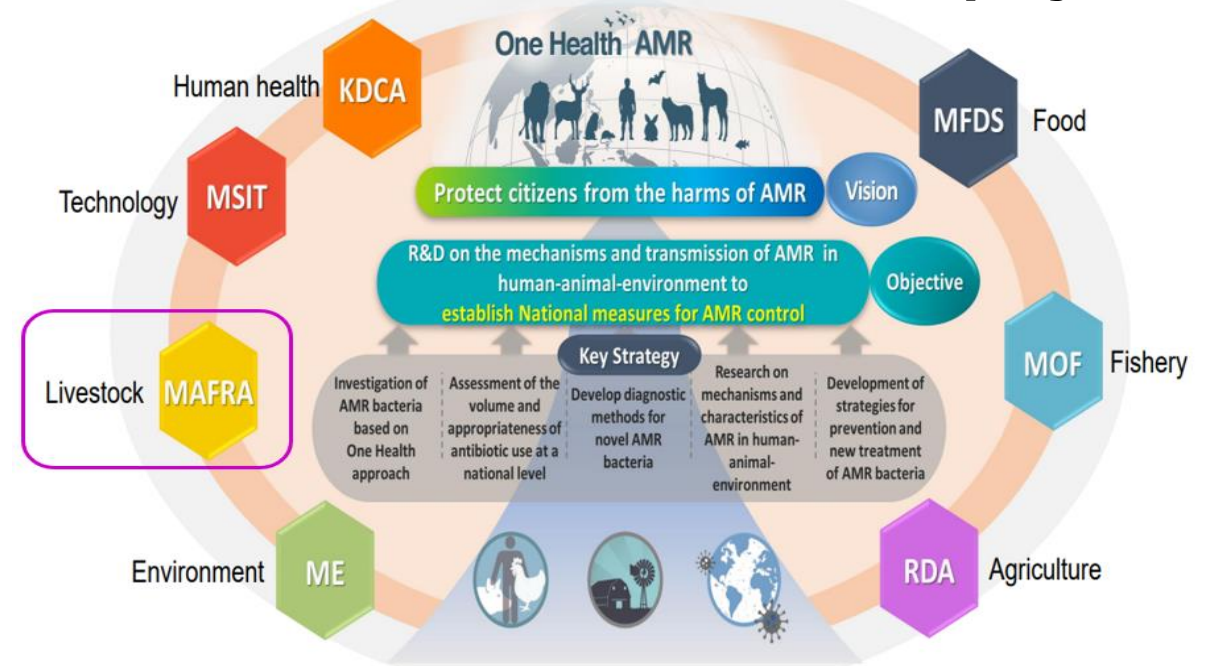 One Health AMR
Human health
KDCA
MFDS
Food
Technology
MSIT
Protect citizens from the harms of AMR
Vision
R&D on the mechanisms and transmission of AMR in
human-animal-environment to
establish National measures for AMR control
Objective
Livestock
MAFRA
MOF
Fishery
Key Strategy
Investigation of
AMR bacteria
based on
One Health
approach
Assessment of the
volume and
appropriateness of
antibiotic use at a
national level
Develop diagnostic
methods for
novel AMR
bacteria
Research on
mechanisms and
characteristics of
AMR in human-
animal-
environment
Development of
strategies for
prevention and
new treatment
of AMR bacteria
Environment
ME
RDA
Agriculture